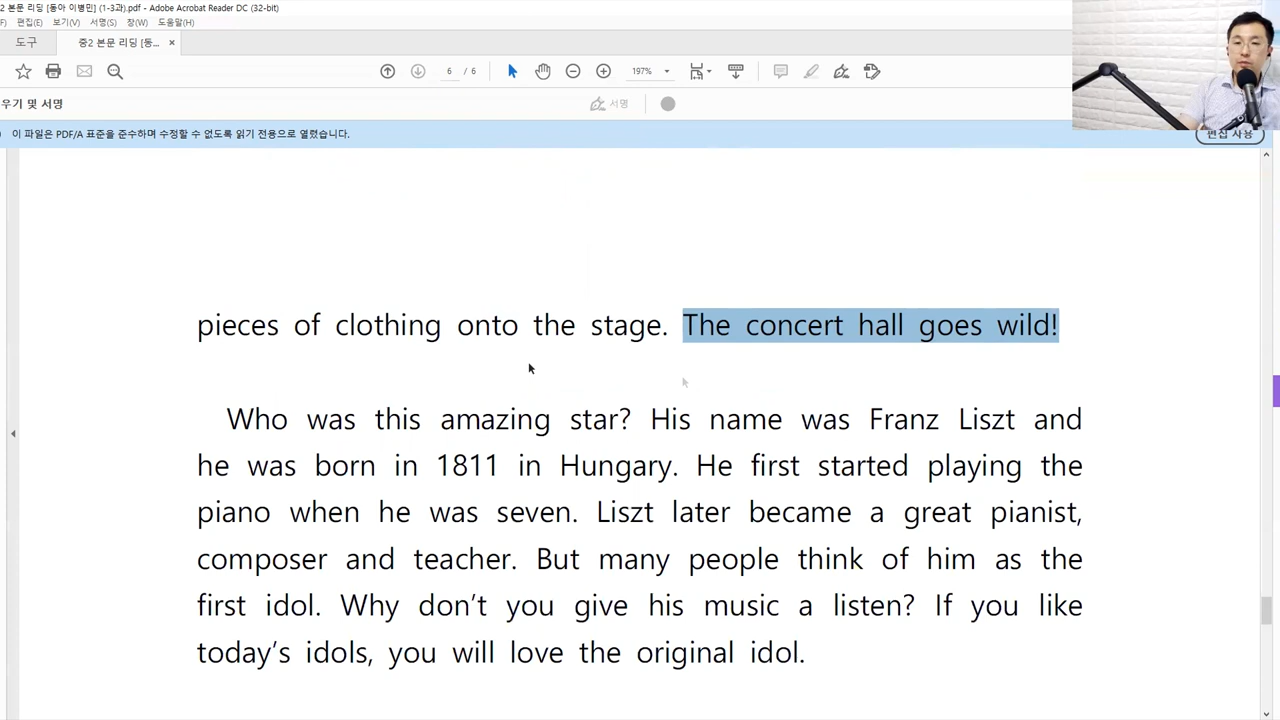 2 본문 리딩 [동아 이병민] (1-3과).pdf - Adobe Acrobat Reader DC (32-bit)
F) 편집(E) 보기(V) 서명(S) 창(W) 도움말(H)
도구 중2 본문 리딩 [동... ×
6 / 6 197%
우기 및 서명 서명
이 파일은 PDF/A 표준을 준수하며 수정할 수 없도록 읽기 전용으로 열렸습니다. 편집 사용
pieces of clothing onto the stage. The concert hall goes wild!
Who was this amazing star? His name was Franz Liszt and
he was born in 1811 in Hungary. He first started playing the
piano when he was seven. Liszt later became a great pianist,
composer and teacher. But many people think of him as the
first idol. Why don't you give his music a listen? If you like
today's idols, you will love the original idol.